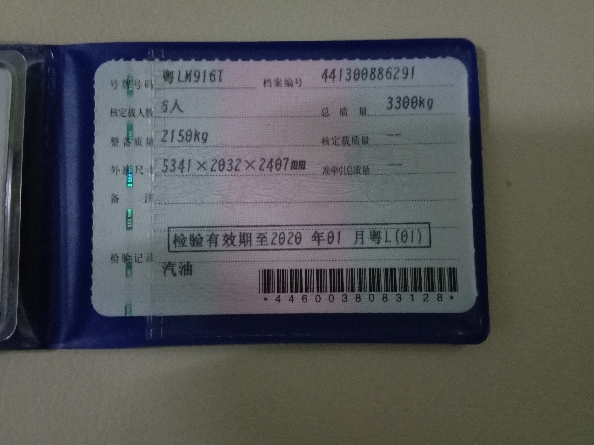 号牌号码 粤LM916T 档案编号 441300886291
核定载人数 6人 总质量 3300kg
整备质量 2150kg 核定载质量 --
外廓尺寸 5341×2032×2407mm 准牵引总质量 --
备注
检验有效期至2020 年01 月粤L(01)
检验记录
汽油
*4460038083128*